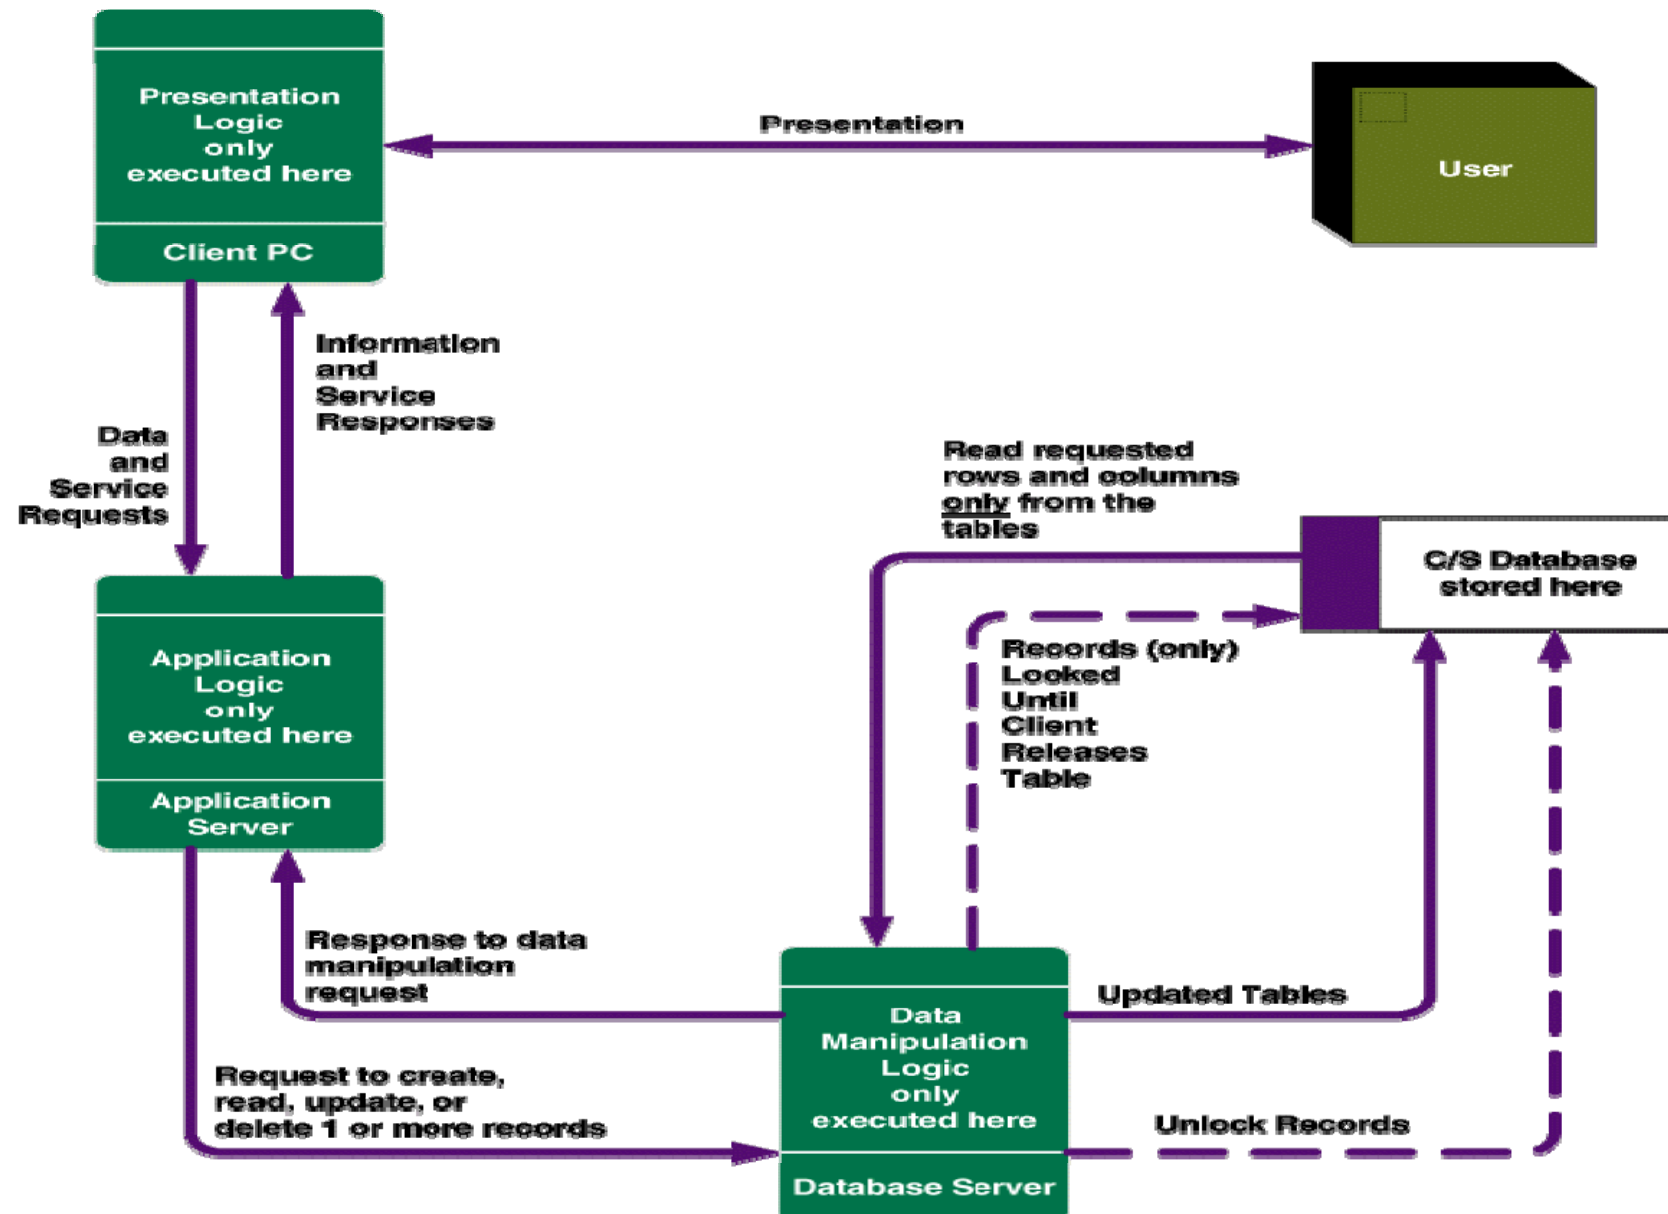 Presentation
Logic
only
executed here
Client PC
Presentation
User
Information
and
Service
Responses
Data
and
Service
Requests
Read requested
rows and columns
only from the
tables
C/S Database
stored here
Records (only)
Locked
Until
Client
Releases
Table
Application
Logic
only
executed here
Application
Server
Response to data
manipulation
request
Updated Tables
Data
Manipulation
Logic
only
executed here
Request to create,
read, update, or
delete 1 or more records
Unlock Records
Database Server